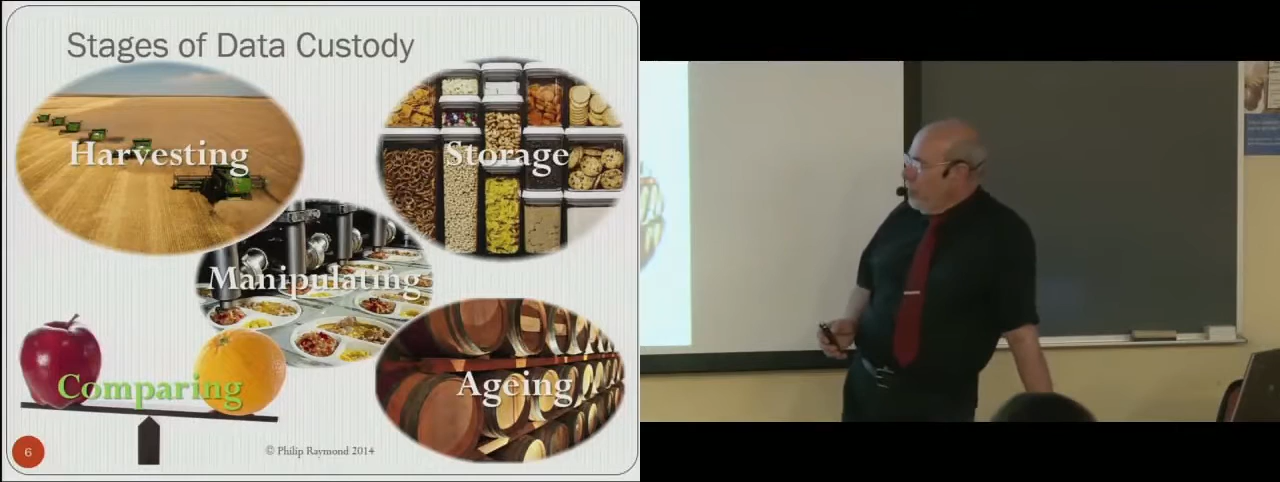 Stages of Data Custody
Harvesting
Storage
Manipulating
Comparing
Ageing
6
© Philip Raymond 2014